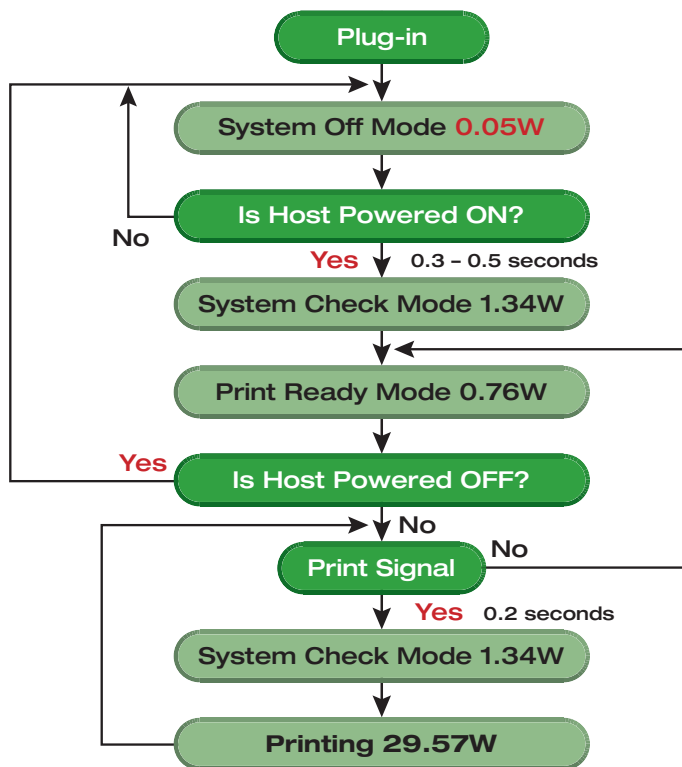 Plug-in
System Off Mode 0.05W
Is Host Powered ON?
No
Yes 0.3 – 0.5 seconds
System Check Mode 1.34W
Print Ready Mode 0.76W
Yes
Is Host Powered OFF?
No
Print Signal
No
Yes 0.2 seconds
System Check Mode 1.34W
Printing 29.57W